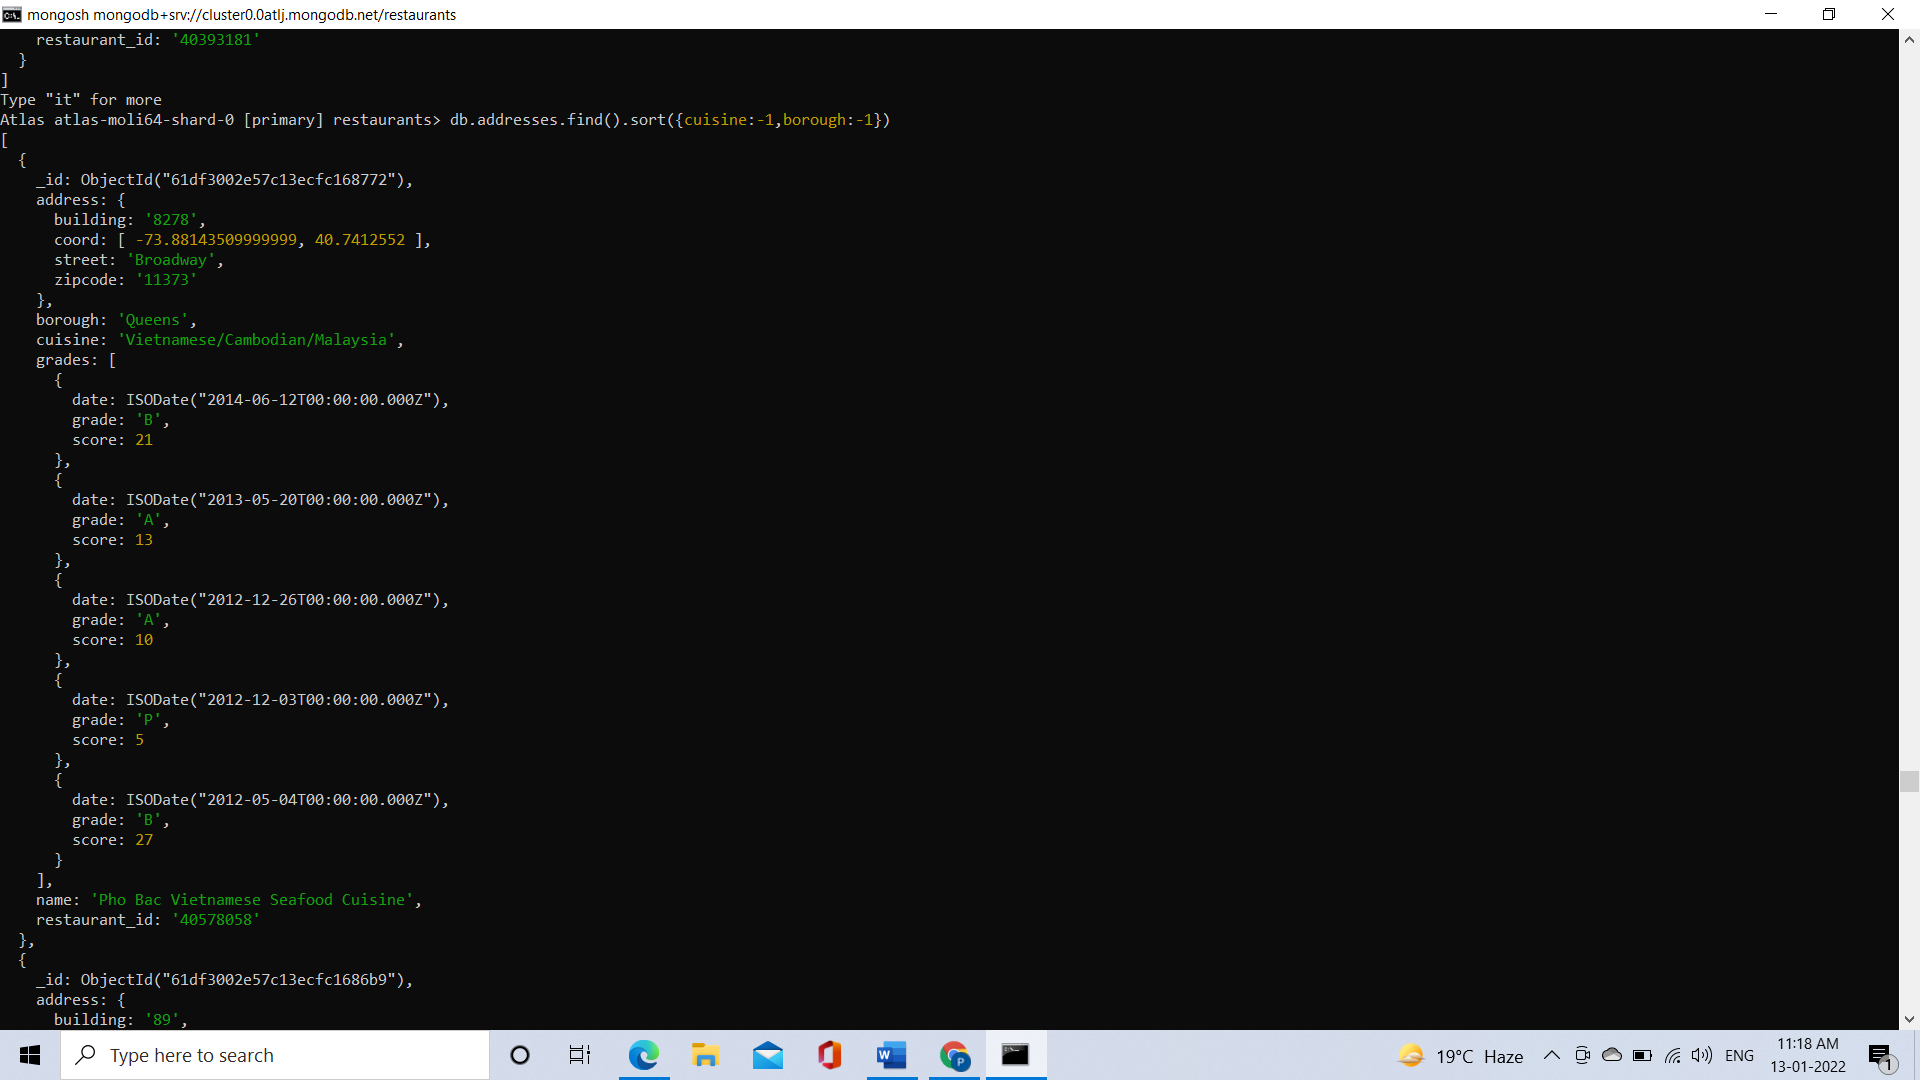 mongosh mongodb+srv://cluster0.0atlj.mongodb.net/restaurants
    restaurant_id: '40393181'
  }
]
Type "it" for more
Atlas atlas-moli64-shard-0 [primary] restaurants> db.addresses.find().sort({cuisine:-1,borough:-1})
[
  {
    _id: ObjectId("61df3002e57c13ecfc168772"),
    address: {
      building: '8278',
      coord: [ -73.88143509999999, 40.7412552 ],
      street: 'Broadway',
      zipcode: '11373'
    },
    borough: 'Queens',
    cuisine: 'Vietnamese/Cambodian/Malaysia',
    grades: [
      {
        date: ISODate("2014-06-12T00:00:00.000Z"),
        grade: 'B',
        score: 21
      },
      {
        date: ISODate("2013-05-20T00:00:00.000Z"),
        grade: 'A',
        score: 13
      },
      {
        date: ISODate("2012-12-26T00:00:00.000Z"),
        grade: 'A',
        score: 10
      },
      {
        date: ISODate("2012-12-03T00:00:00.000Z"),
        grade: 'P',
        score: 5
      },
      {
        date: ISODate("2012-05-04T00:00:00.000Z"),
        grade: 'B',
        score: 27
      }
    ],
    name: 'Pho Bac Vietnamese Seafood Cuisine',
    restaurant_id: '40578058'
  },
  {
    _id: ObjectId("61df3002e57c13ecfc1686b9"),
    address: {
      building: '89',
Type here to search
W
P
19°C Haze
ENG
11:18 AM
13-01-2022
1